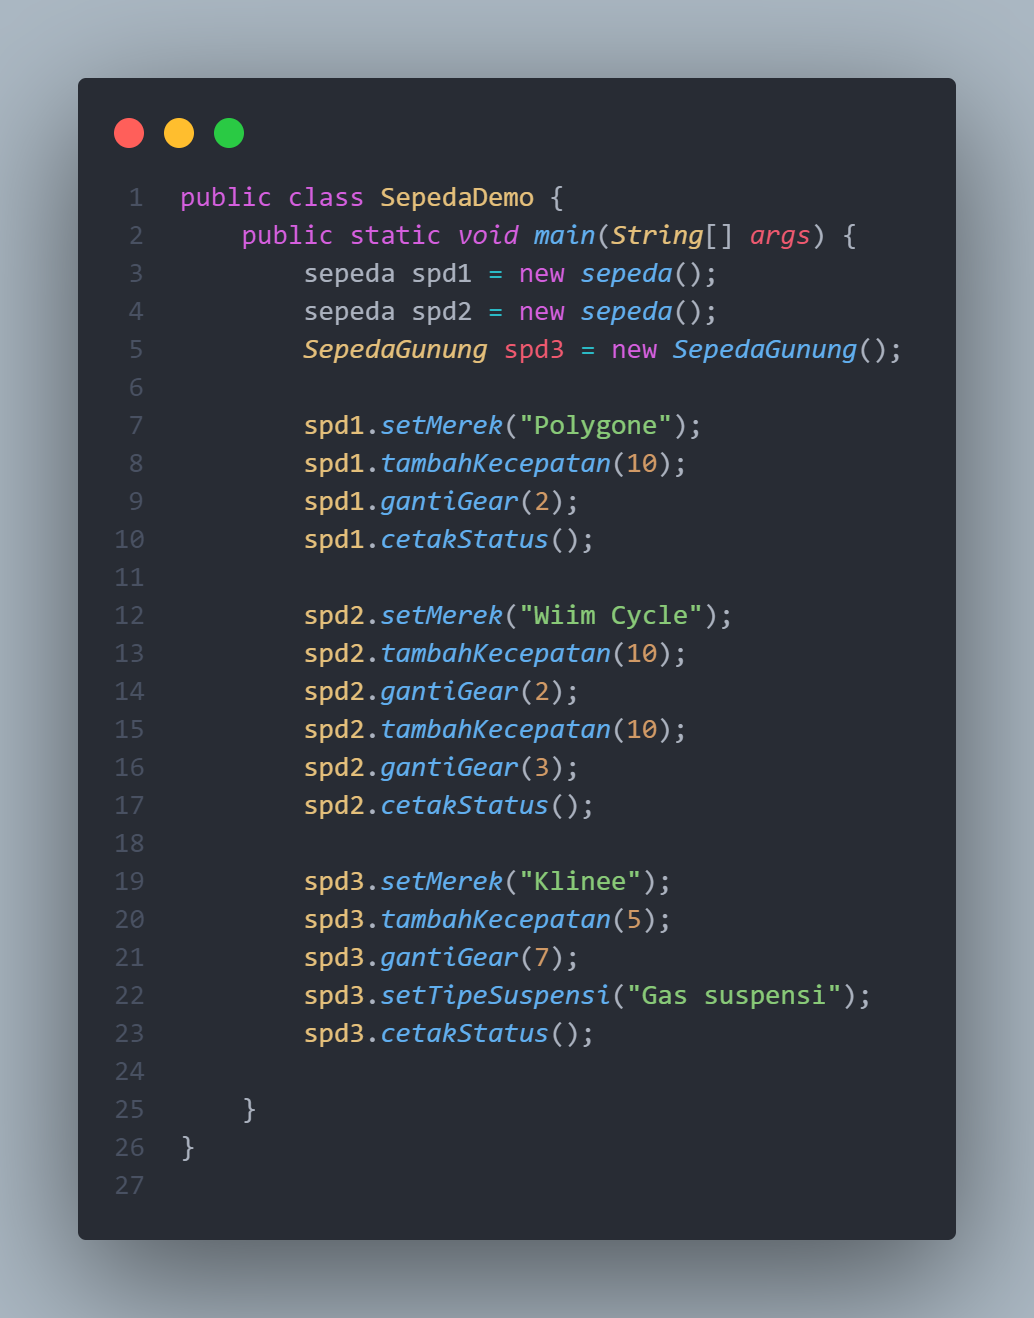 1 public class SepedaDemo {
2     public static void main(String[] args) {
3         sepeda spd1 = new sepeda();
4         sepeda spd2 = new sepeda();
5         SepedaGunung spd3 = new SepedaGunung();
6
7         spd1.setMerek("Polygone");
8         spd1.tambahKecepatan(10);
9         spd1.gantiGear(2);
10         spd1.cetakStatus();
11
12         spd2.setMerek("Wiim Cycle");
13         spd2.tambahKecepatan(10);
14         spd2.gantiGear(2);
15         spd2.tambahKecepatan(10);
16         spd2.gantiGear(3);
17         spd2.cetakStatus();
18
19         spd3.setMerek("Klinee");
20         spd3.tambahKecepatan(5);
21         spd3.gantiGear(7);
22         spd3.setTipeSuspensi("Gas suspensi");
23         spd3.cetakStatus();
24
25     }
26 }
27